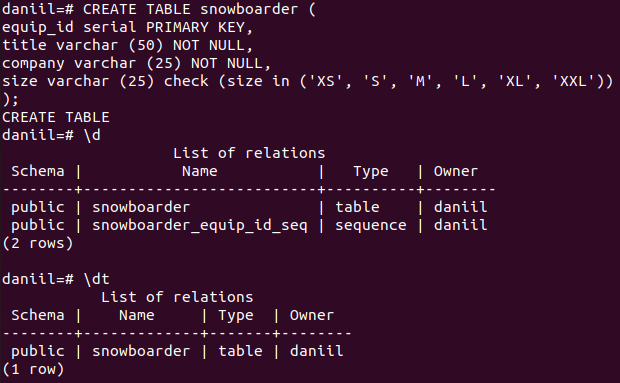 daniil=# CREATE TABLE snowboarder (
equip_id serial PRIMARY KEY,
title varchar (50) NOT NULL,
company varchar (25) NOT NULL,
size varchar (25) check (size in ('XS', 'S', 'M', 'L', 'XL', 'XXL'))
);
CREATE TABLE
daniil=# \d
                   List of relations
 Schema |           Name           |   Type   | Owner
--------+--------------------------+----------+--------
 public | snowboarder              | table    | daniil
 public | snowboarder_equip_id_seq | sequence | daniil
(2 rows)

daniil=# \dt
           List of relations
 Schema |    Name     | Type  | Owner
--------+-------------+-------+--------
 public | snowboarder | table | daniil
(1 row)